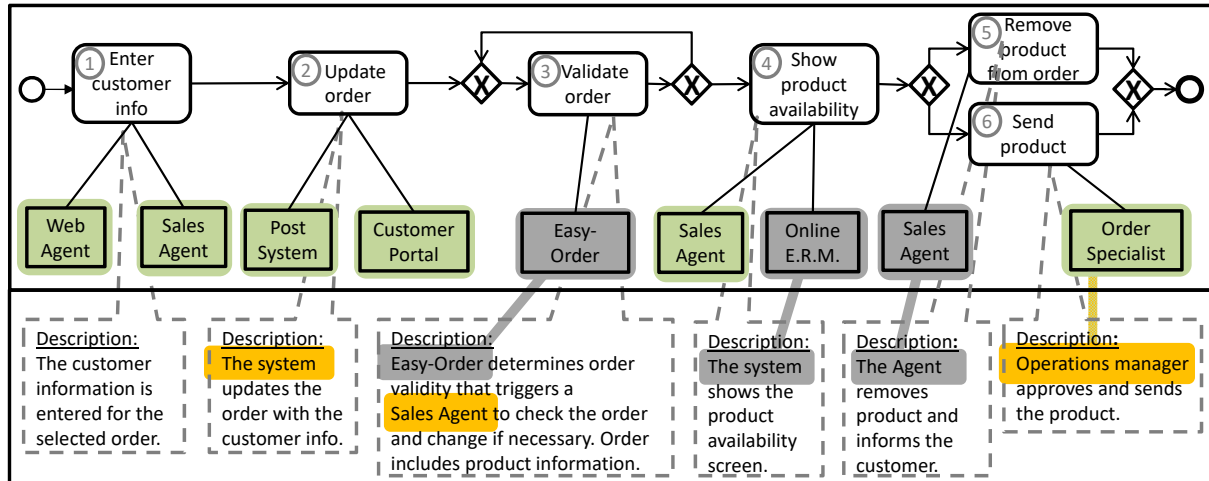 1
Enter
customer
info
2
Update
order
X
3
Validate
order
X
4
Show
product
availability
X
5
Remove
product
from order
6
Send
product
X
Web
Agent
Sales
Agent
Post
System
Customer
Portal
Easy-
Order
Sales
Agent
Online
E.R.M.
Sales
Agent
Order
Specialist
Description:
The customer
information is
entered for the
selected order.
Description:
The system
updates the
order with the
customer info.
Description:
Easy-Order determines order
validity that triggers a
Sales Agent to check the order
and change if necessary. Order
includes product information.
Description:
The system
shows the
product
availability
screen.
Description:
The Agent
removes
product and
informs the
customer.
Description:
Operations manager
approves and sends
the product.